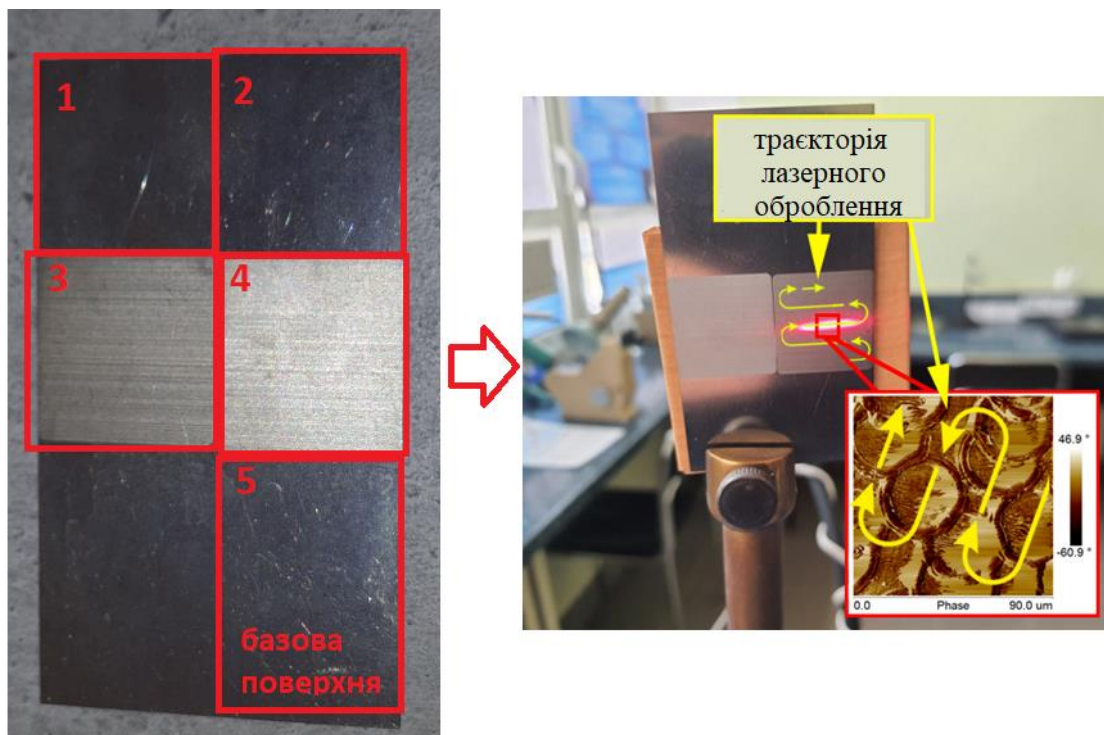 1
2
3
4
5
базова
поверхня
траєкторія
лазерного
оброблення
46.9 °
-60.9 °
0.0 Phase 90.0 um